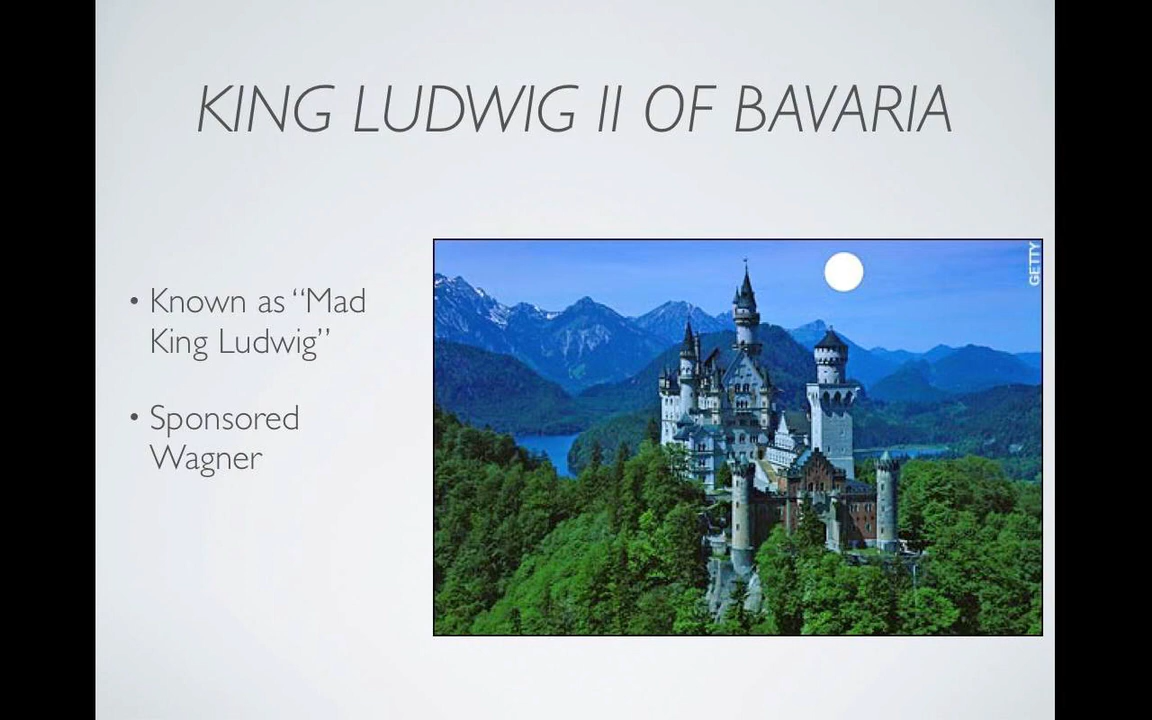 KING LUDWIG II OF BAVARIA
GETTY
• Known as “Mad
King Ludwig”
• Sponsored
Wagner